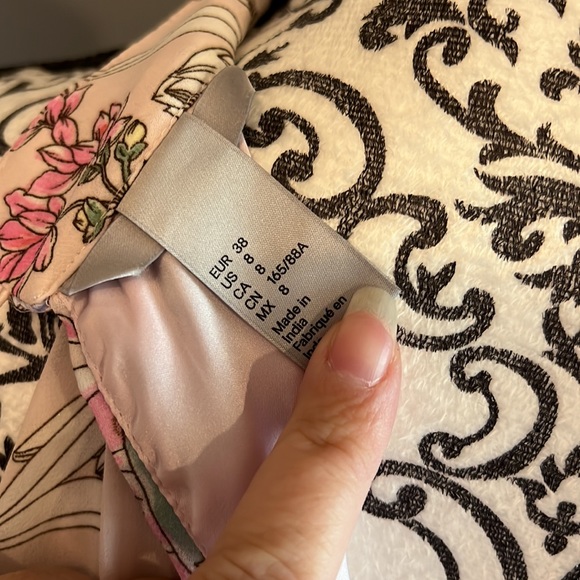 EUR 38
US 8
CA 8
CN 165/88A
MX 8
Made in
India
Fabriqué en